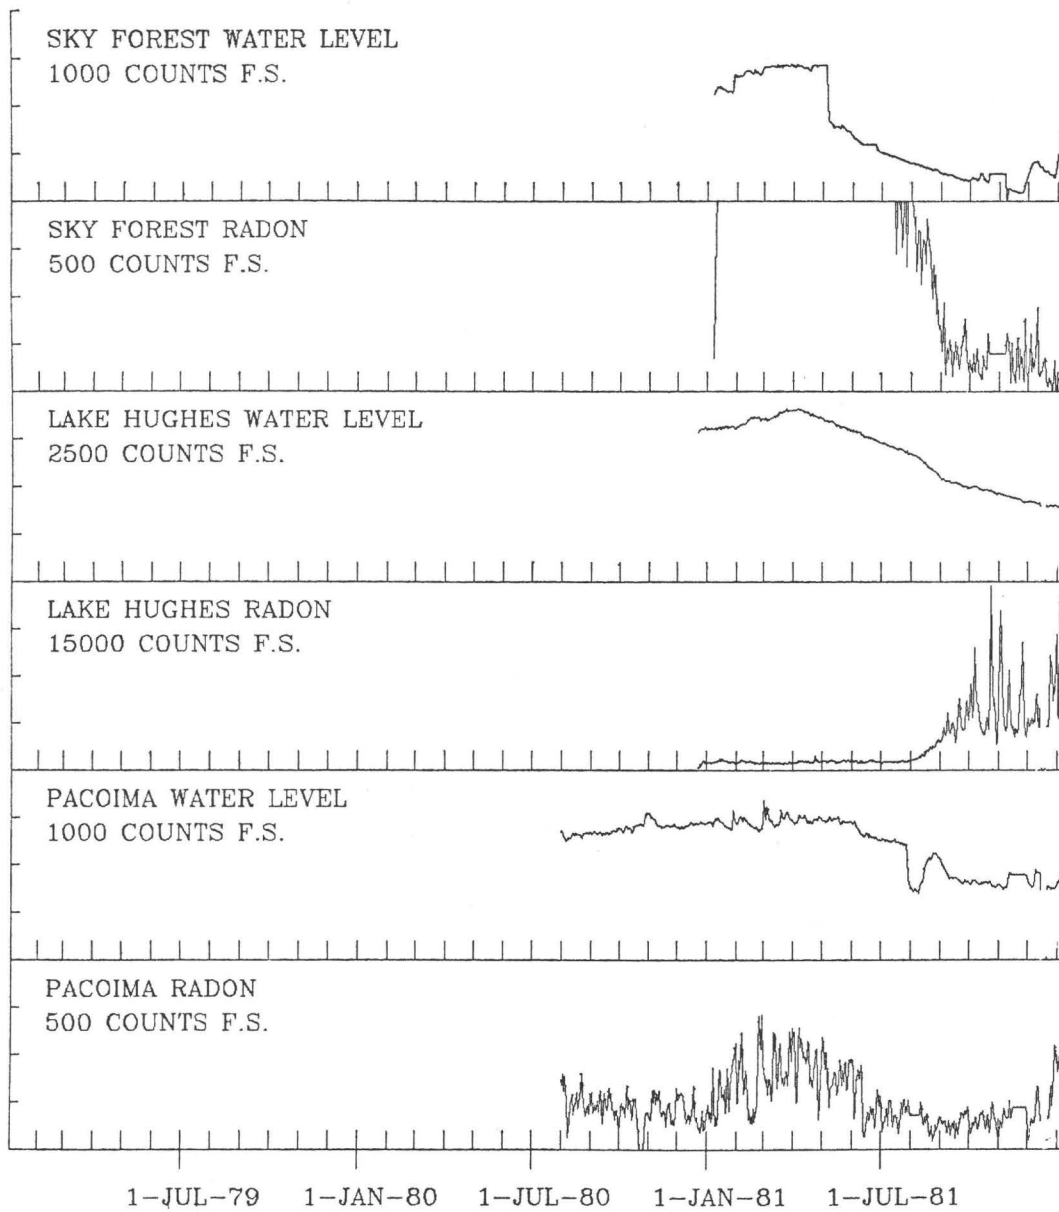 SKY FOREST WATER LEVEL
1000 COUNTS F.S.
SKY FOREST RADON
500 COUNTS F.S.
LAKE HUGHES WATER LEVEL
2500 COUNTS F.S.
LAKE HUGHES RADON
15000 COUNTS F.S.
PACOIMA WATER LEVEL
1000 COUNTS F.S.
PACOIMA RADON
500 COUNTS F.S.
1-JUL-79 1-JAN-80 1-JUL-80 1-JAN-81 1-JUL-81